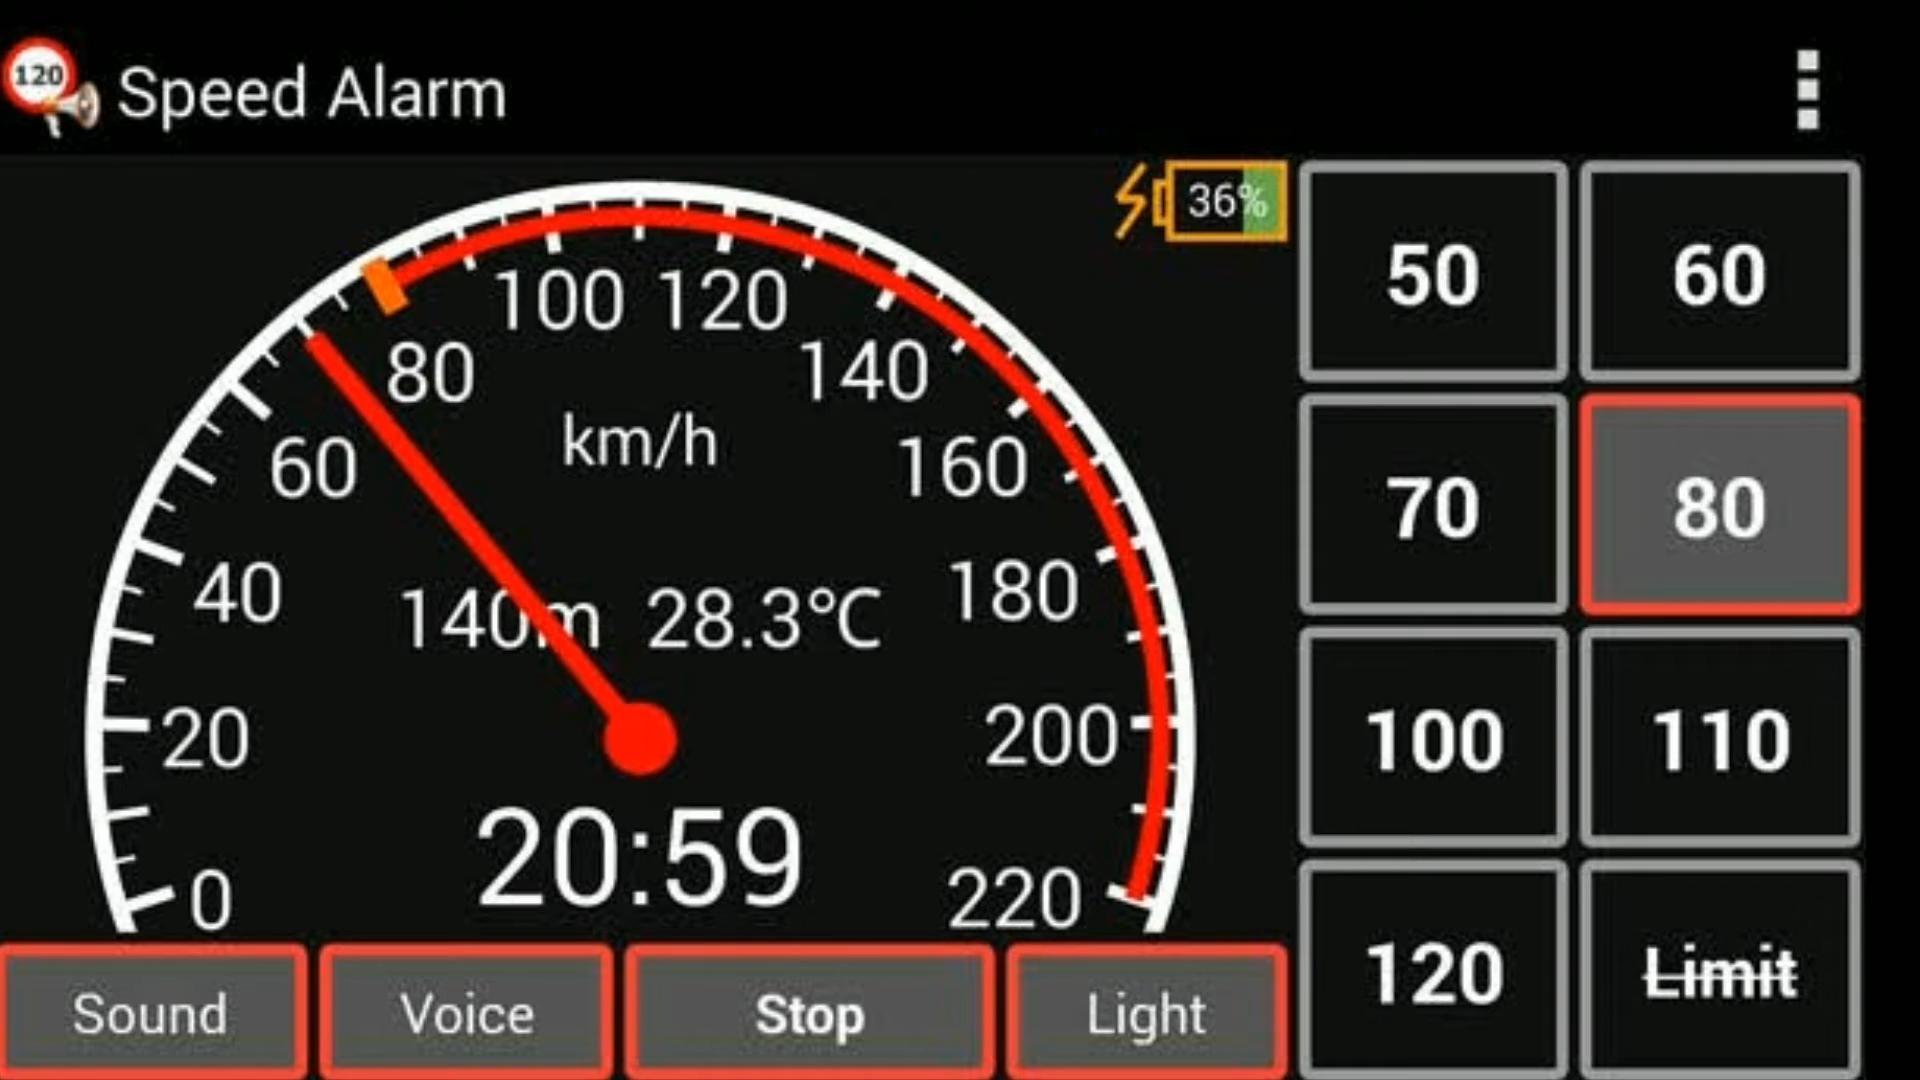 120
Speed Alarm
36%
50 60
100 120
80 140
km/h
60 160
70 80
40 180
140m 28.3°C
20 200
100 110
20:59
0 220
120 Limit
Sound Voice Stop Light